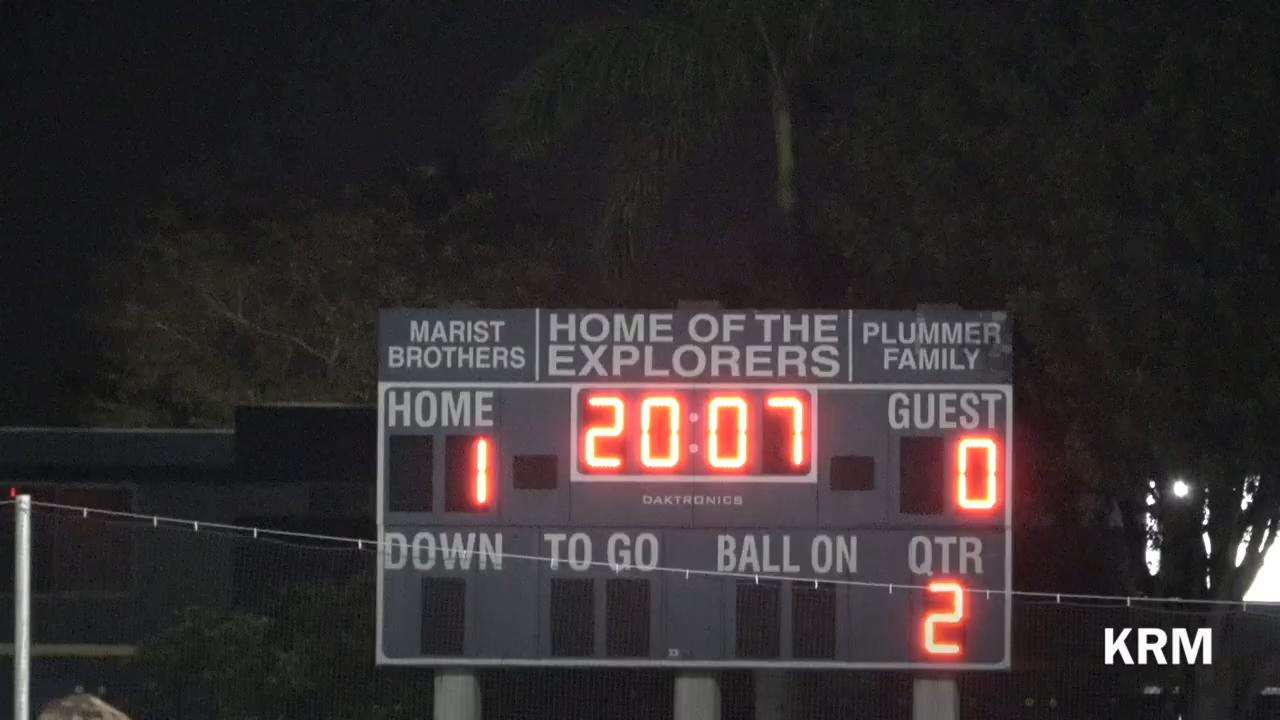 MARIST
BROTHERS
HOME OF THE
EXPLORERS
PLUMMER
FAMILY
HOME
20:07
GUEST
1
0
DAKTRONICS
DOWN
TO GO
BALL ON
QTR
2
KRM